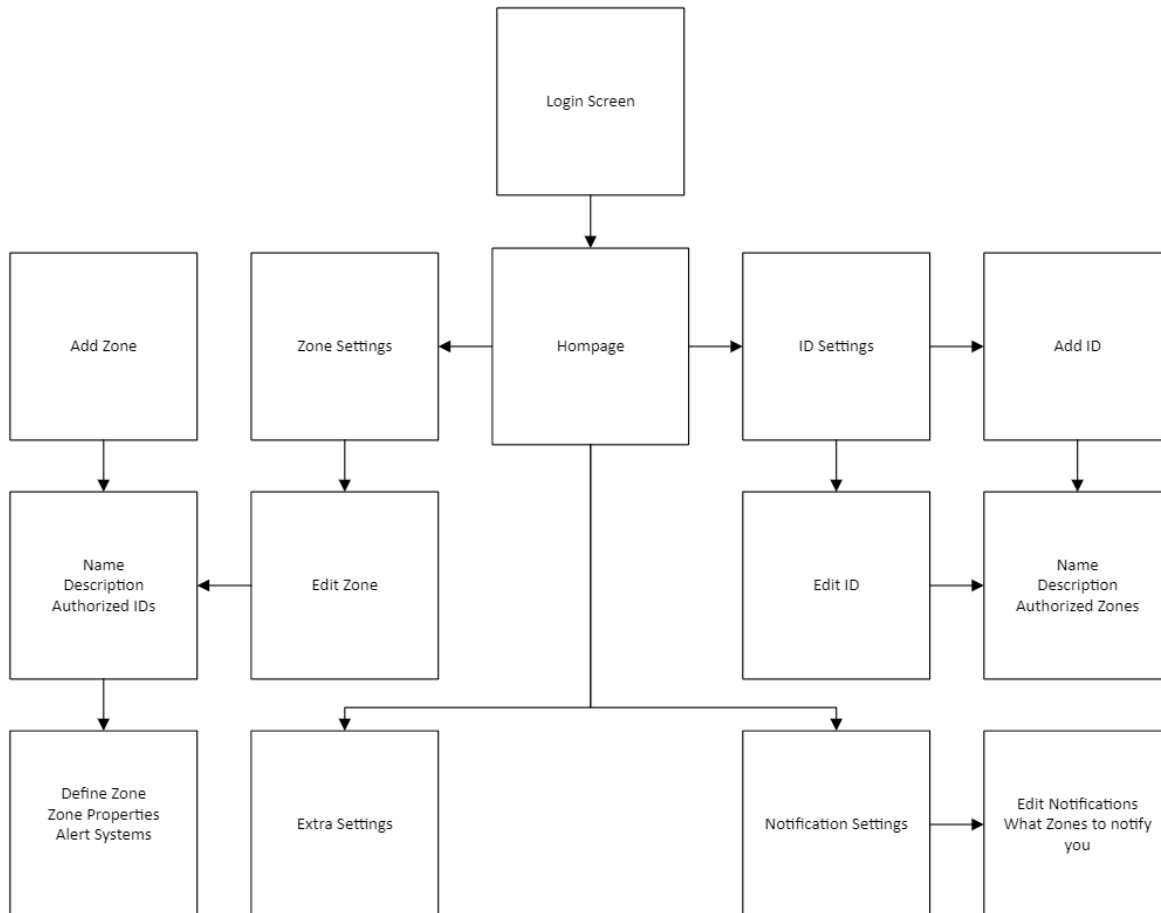 Login Screen
Add Zone
Zone Settings
Hompage
ID Settings
Add ID
Name
Description
Authorized IDs
Edit Zone
Edit ID
Name
Description
Authorized Zones
Define Zone
Zone Properties
Alert Systems
Extra Settings
Notification Settings
Edit Notifications
What Zones to notify
you